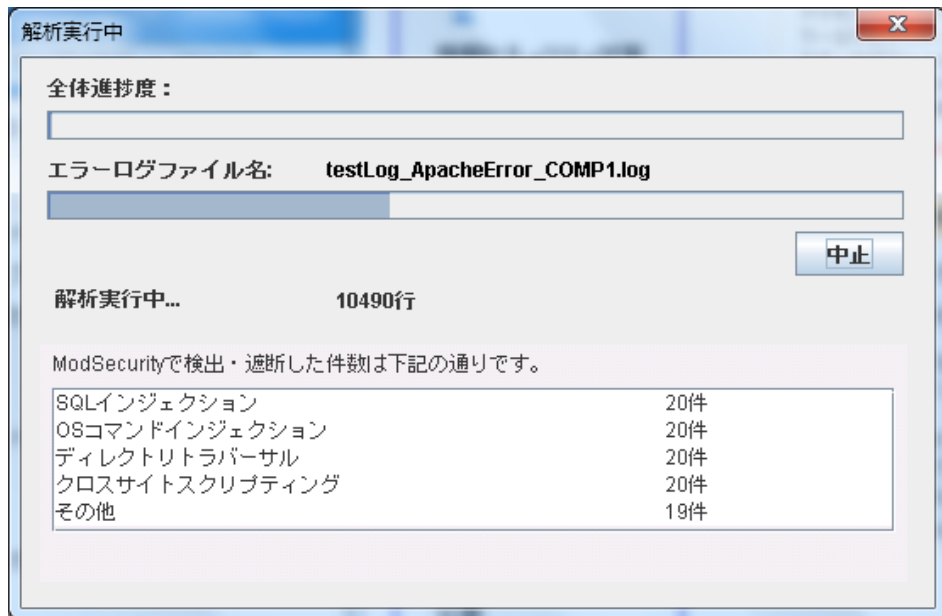 解析実行中
全体進捗度：
エラーログファイル名: testLog_ApacheError_COMP1.log
中止
解析実行中... 10490行
ModSecurityで検出・遮断した件数は下記の通りです。
SQLインジェクション 20件
OSコマンドインジェクション 20件
ディレクトリトラバーサル 20件
クロスサイトスクリプティング 20件
その他 19件